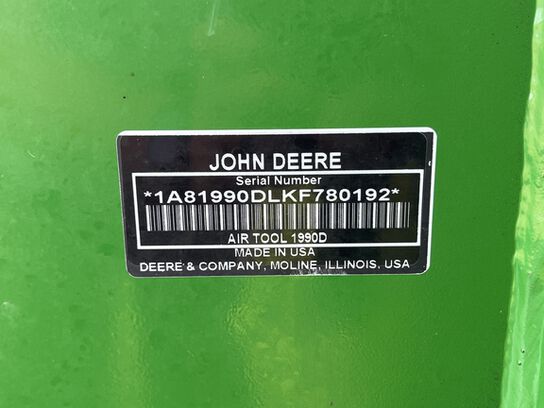 JOHN DEERE
Serial Number
*1A81990DLKF780192*
AIR TOOL 1990D
MADE IN USA
DEERE & COMPANY, MOLINE, ILLINOIS, USA